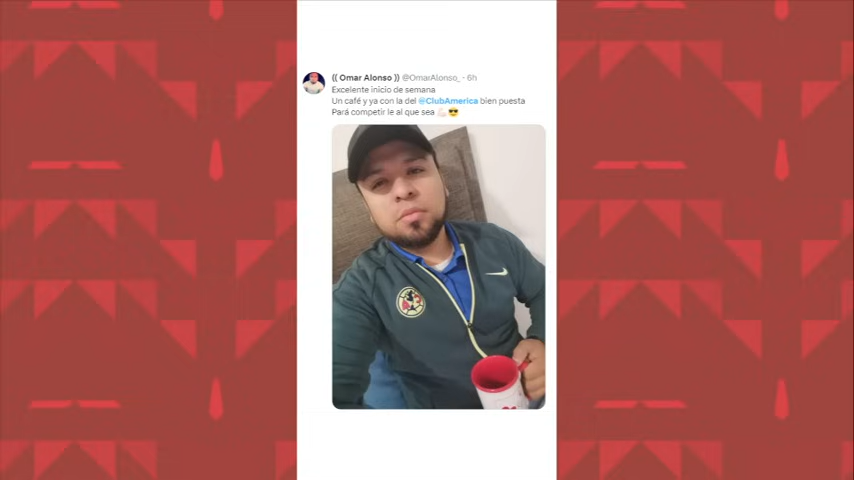 (( Omar Alonso )) @OmarAlonso_ · 6h
Excelente inicio de semana
Un café y ya con la del @ClubAmerica bien puesta
Pará competir le al que sea 💪🏻😎